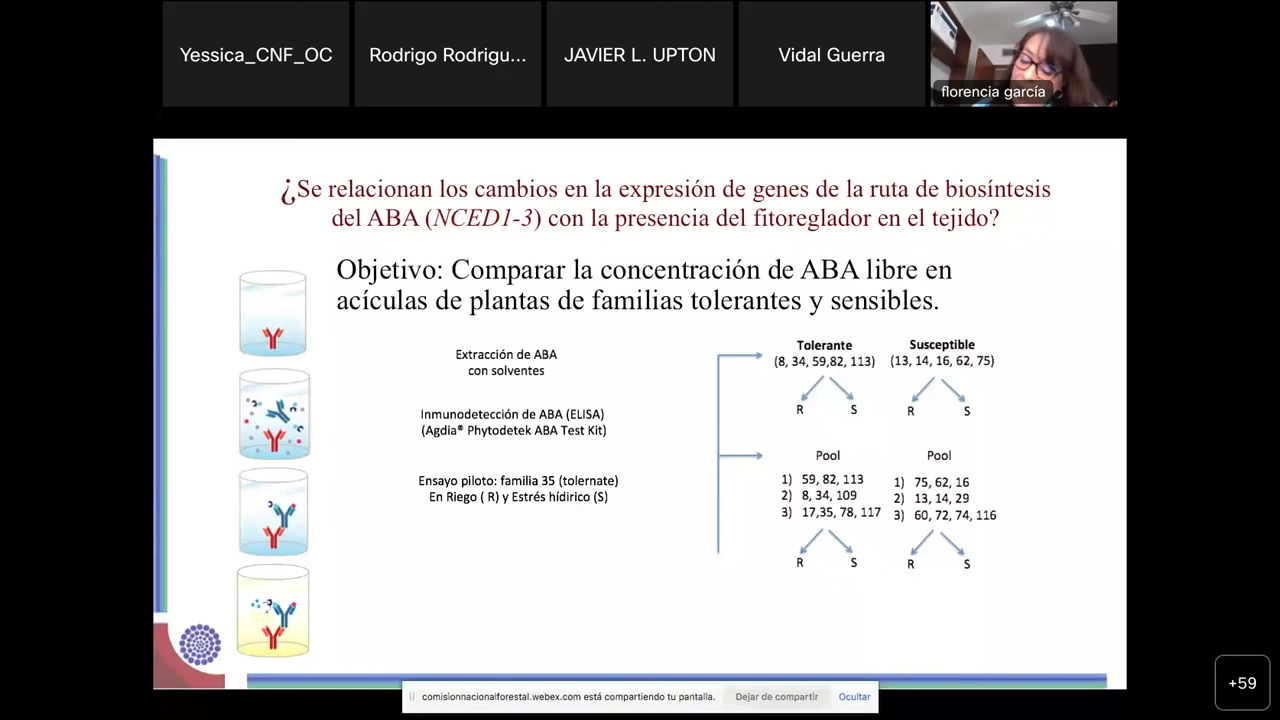 Yessica_CNF_OC
Rodrigo Rodrigu...
JAVIER L. UPTON
Vidal Guerra
florencia garcía
¿Se relacionan los cambios en la expresión de genes de la ruta de biosíntesis
del ABA (NCED1-3) con la presencia del fitoreglador en el tejido?
Objetivo: Comparar la concentración de ABA libre en
acículas de plantas de familias tolerantes y sensibles.
Extracción de ABA
con solventes
Inmunodetección de ABA (ELISA)
(Agdia® Phytodetek ABA Test Kit)
Ensayo piloto: familia 35 (tolernate)
En Riego ( R) y Estrés hídirico (S)
Tolerante
(8, 34, 59,82, 113)
R S
Susceptible
(13, 14, 16, 62, 75)
R S
Pool
1) 59, 82, 113
2) 8, 34, 109
3) 17,35, 78, 117
R S
Pool
1) 75, 62, 16
2) 13, 14, 29
3) 60, 72, 74, 116
R S
comisionnacionalforestal.webex.com está compartiendo tu pantalla.
Dejar de compartir
Ocultar
+59